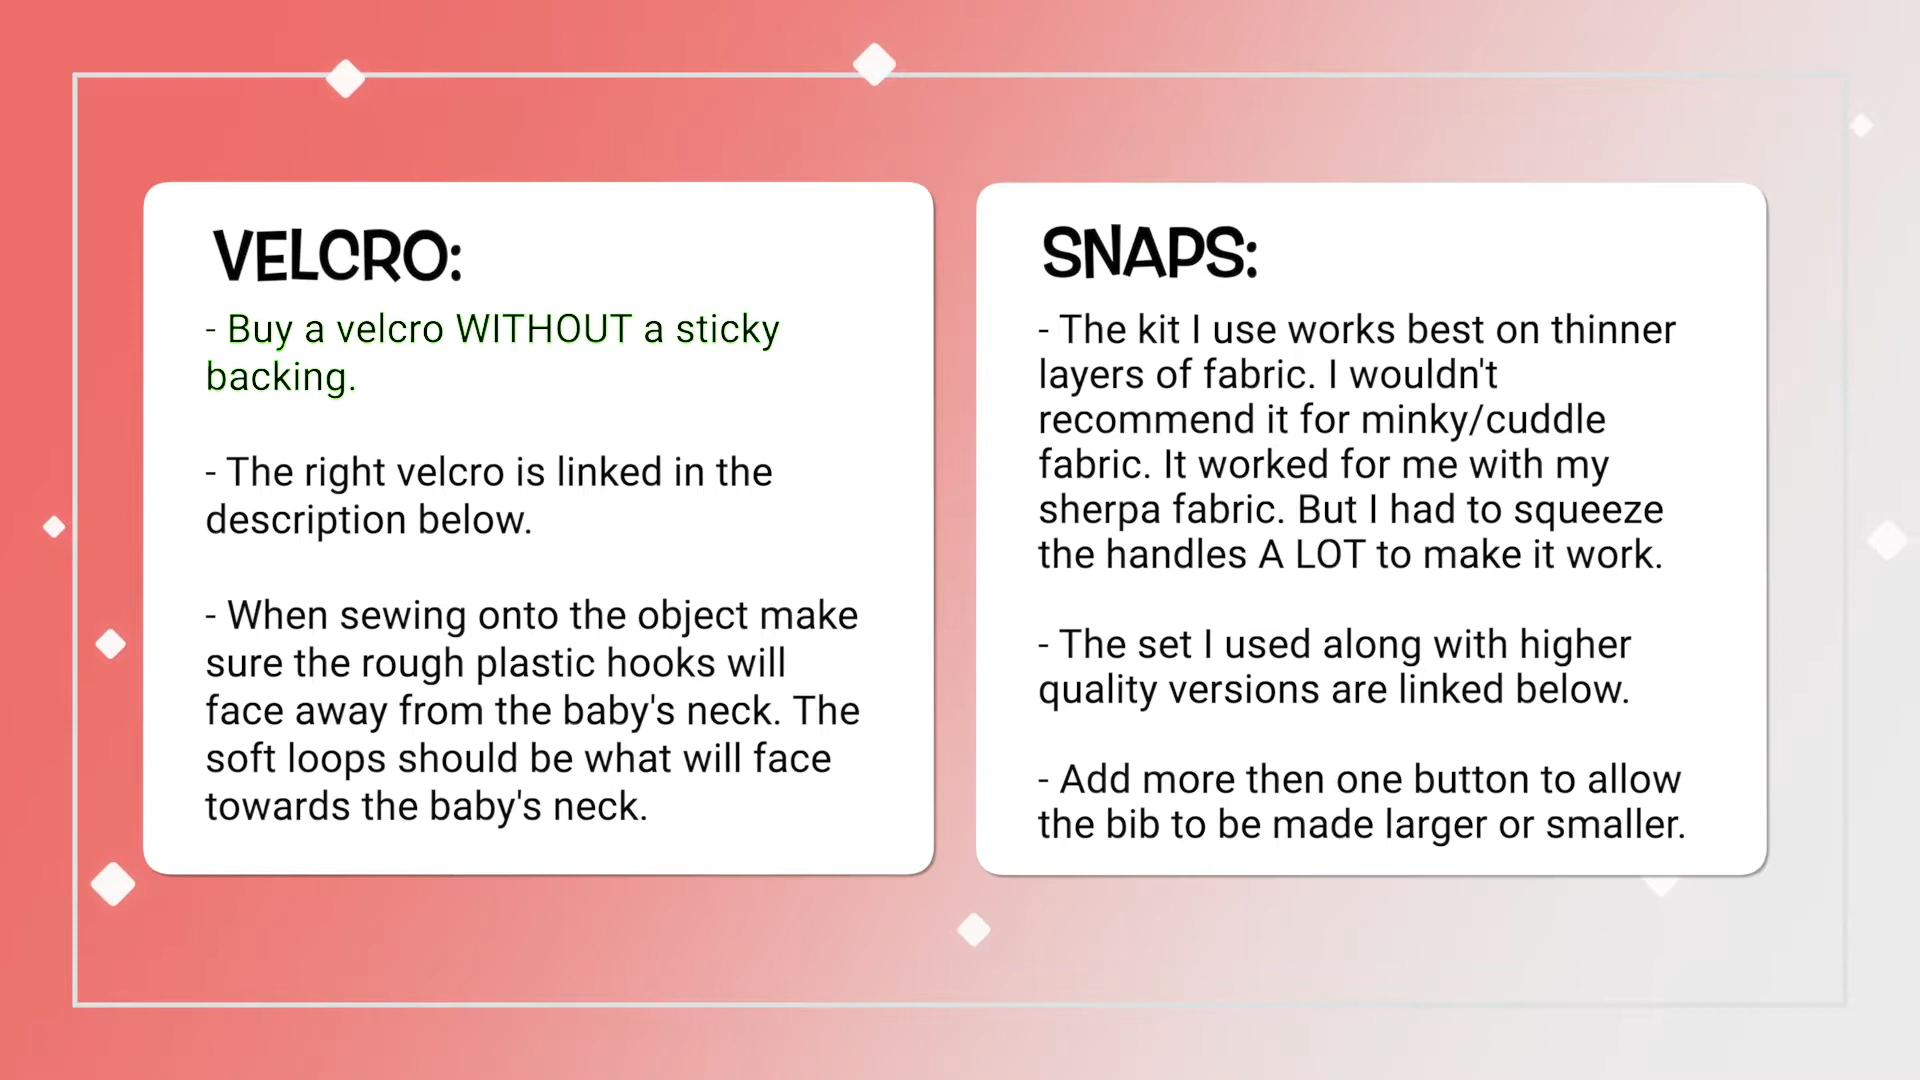 VELCRO:
- Buy a velcro WITHOUT a sticky
backing.
- The right velcro is linked in the
description below.
- When sewing onto the object make
sure the rough plastic hooks will
face away from the baby's neck. The
soft loops should be what will face
towards the baby's neck.
SNAPS:
- The kit I use works best on thinner
layers of fabric. I wouldn't
recommend it for minky/cuddle
fabric. It worked for me with my
sherpa fabric. But I had to squeeze
the handles A LOT to make it work.
- The set I used along with higher
quality versions are linked below.
- Add more then one button to allow
the bib to be made larger or smaller.